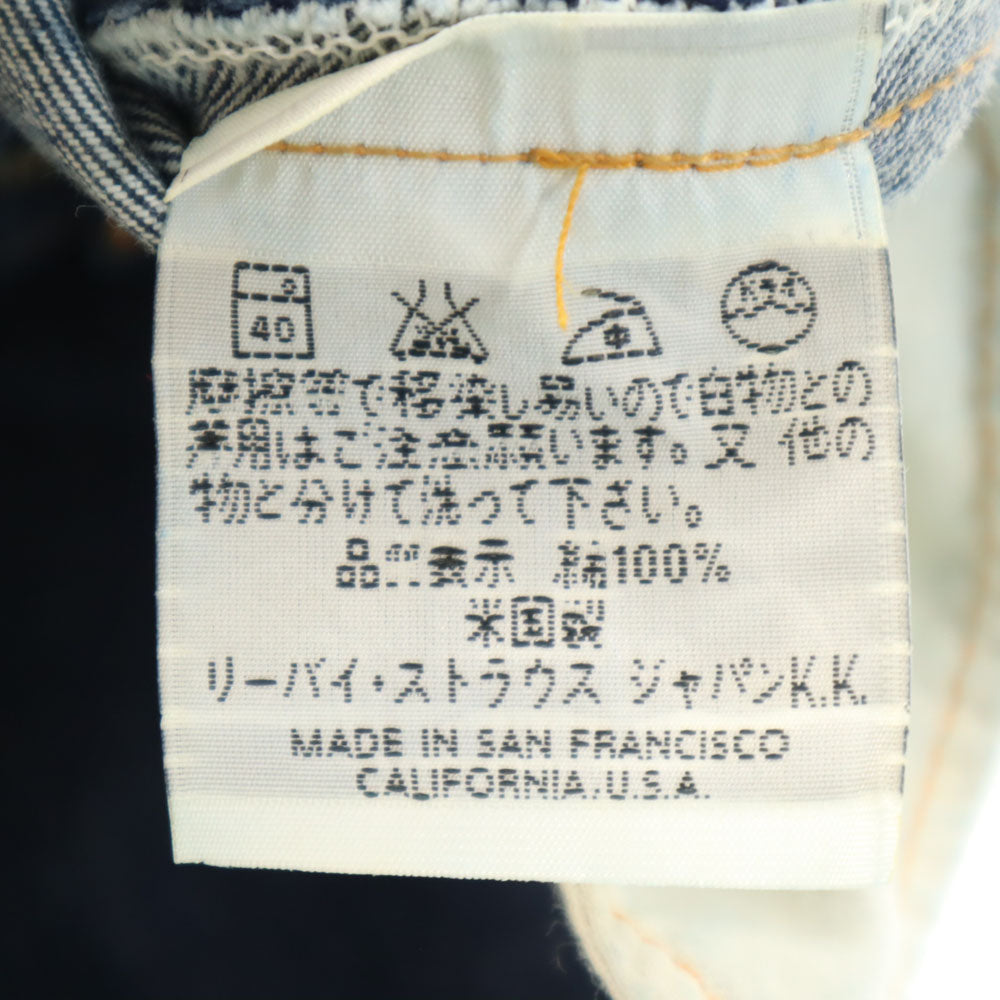 40
摩擦等で移染し易いので白物との
着用はご注意願います。又 他の
物と分けて洗って下さい。
品質表示 綿100%
米国製
リーバイ・ストラウス ジャパンK.K.
MADE IN SAN FRANCISCO
CALIFORNIA.U.S.A.